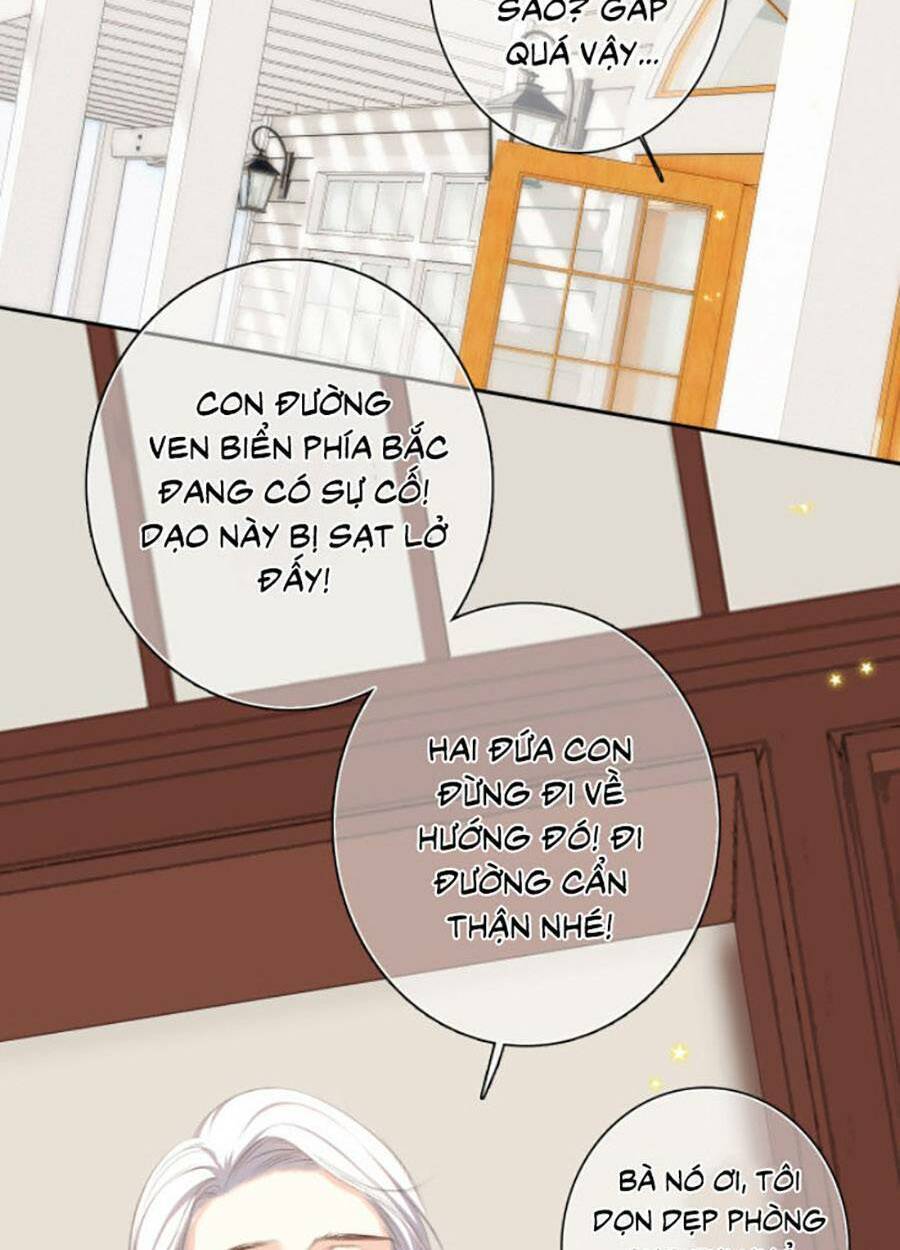 SAO? GẤP
QUÁ VẬY...
CON ĐƯỜNG
VEN BIỂN PHÍA BẮC
ĐANG CÓ SỰ CỐ!
DẠO NÀY BỊ SẠT LỞ
ĐẤY!
HAI ĐỨA CON
ĐỪNG ĐI VỀ
HƯỚNG ĐÓ! ĐI
ĐƯỜNG CẨN
THẬN NHÉ!
BÀ NÓ ƠI, TÔI
DỌN DẸP PHÒNG